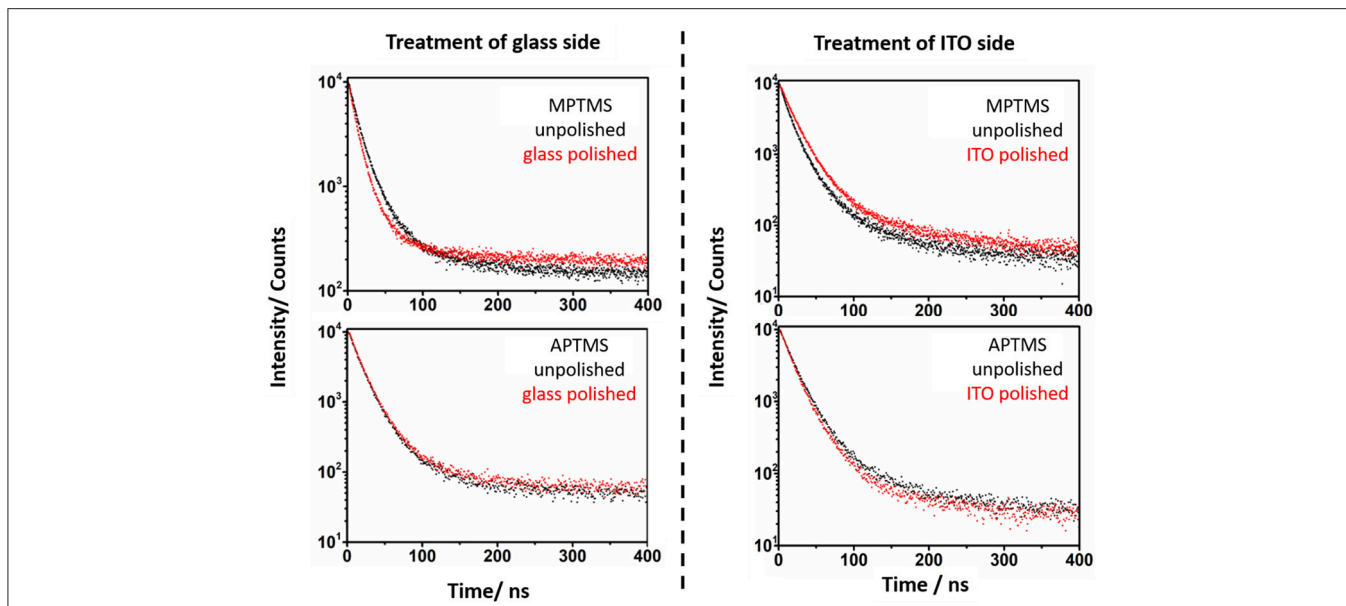 Treatment of glass side
Treatment of ITO side
Intensity/ Counts
10⁴
10³
10²
MPTMS
unpolished
glass polished
0 100 200 300 400
10⁴
10³
10²
10¹
APTMS
unpolished
glass polished
0 100 200 300 400
Time/ ns
Intensity/ Counts
10⁴
10³
10²
10¹
MPTMS
unpolished
ITO polished
0 100 200 300 400
10⁴
10³
10²
10¹
APTMS
unpolished
ITO polished
0 100 200 300 400
Time/ ns